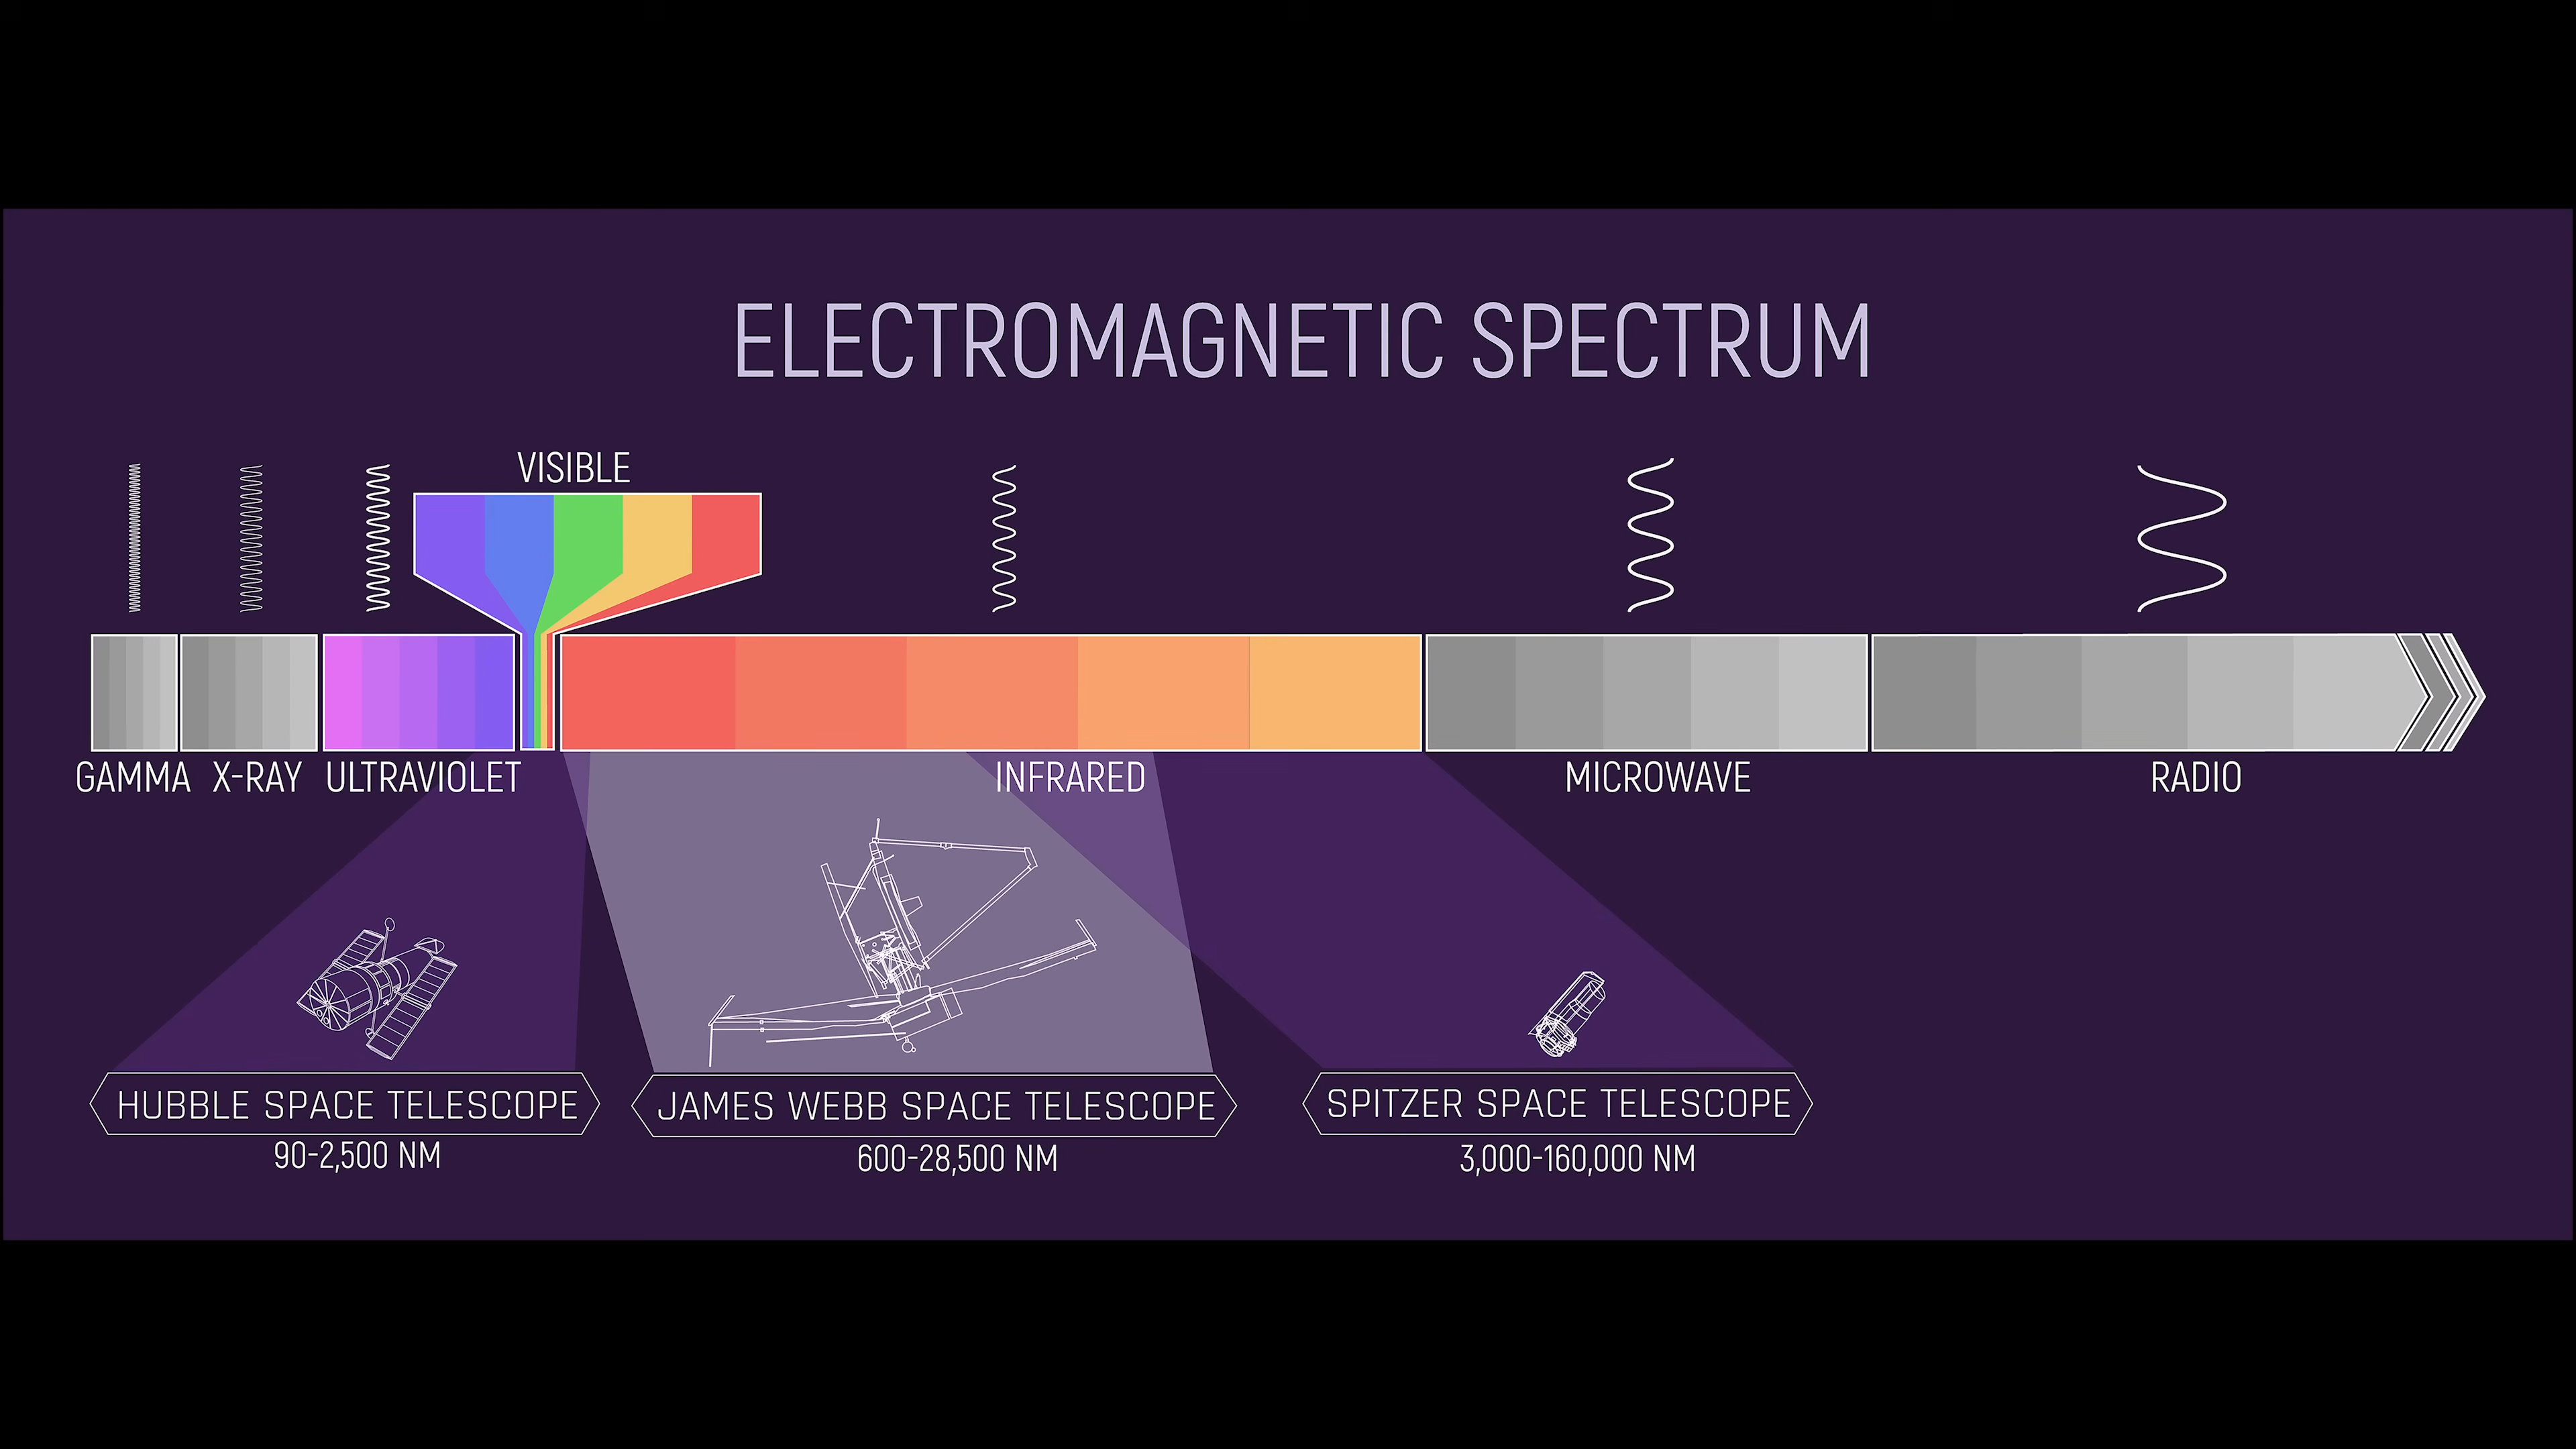 ELECTROMAGNETIC SPECTRUM
VISIBLE
GAMMA X-RAY ULTRAVIOLET INFRARED MICROWAVE RADIO
HUBBLE SPACE TELESCOPE
90-2,500 NM
JAMES WEBB SPACE TELESCOPE
600-28,500 NM
SPITZER SPACE TELESCOPE
3,000-160,000 NM